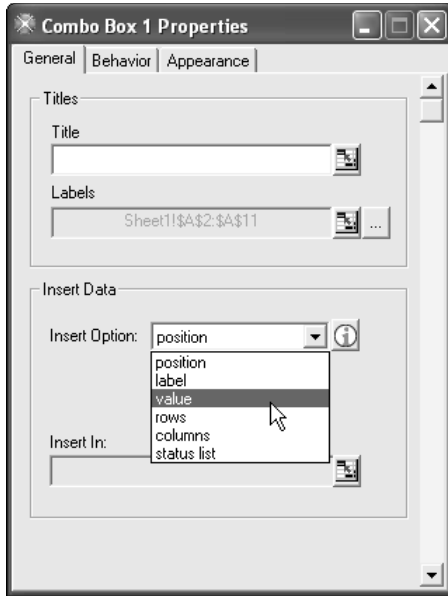 Combo Box 1 Properties
General Behavior Appearance
Titles
Title
Labels
Sheet1!$A$2:$A$11 ...
Insert Data
Insert Option: position
position
label
value
rows
columns
status list
Insert In: